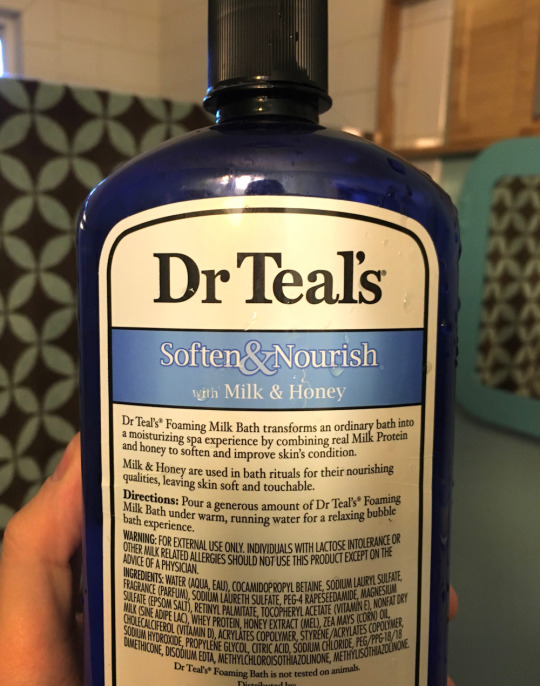 Dr Teal's®
Soften&Nourish
with Milk & Honey
Dr Teal's® Foaming Milk Bath transforms an ordinary bath into
a moisturizing spa experience by combining real Milk Protein
and honey to soften and improve skin's condition.
Milk & Honey are used in bath rituals for their nourishing
qualities, leaving skin soft and touchable.
Directions: Pour a generous amount of Dr Teal's® Foaming
Milk Bath under warm, running water for a relaxing bubble
bath experience.
WARNING: FOR EXTERNAL USE ONLY. INDIVIDUALS WITH LACTOSE INTOLERANCE OR
OTHER MILK RELATED ALLERGIES SHOULD NOT USE THIS PRODUCT EXCEPT ON THE
ADVICE OF A PHYSICIAN.
INGREDIENTS: WATER (AQUA, EAU), COCAMIDOPROPYL BETAINE, SODIUM LAURYL SULFATE,
FRAGRANCE (PARFUM), SODIUM LAURETH SULFATE, PEG-4 RAPESEEDAMIDE, MAGNESIUM
SULFATE (EPSOM SALT), RETINYL PALMITATE, TOCOPHERYL ACETATE (VITAMIN E), NONFAT DRY
MILK (SINE ADIPE LAC), WHEY PROTEIN, HONEY EXTRACT (MEL), ZEA MAYS (CORN) OIL,
CHOLECALCIFEROL (VITAMIN D), ACRYLATES COPOLYMER, STYRENE/ACRYLATES COPOLYMER,
SODIUM HYDROXIDE, PROPYLENE GLYCOL, CITRIC ACID, SODIUM CHLORIDE, PEG/PPG-18/18
DIMETHICONE, DISODIUM EDTA, METHYLCHLOROISOTHIAZOLINONE, METHYLISOTHIAZOLINONE.
Dr Teal's® Foaming Bath is not tested on animals.
Distributed by